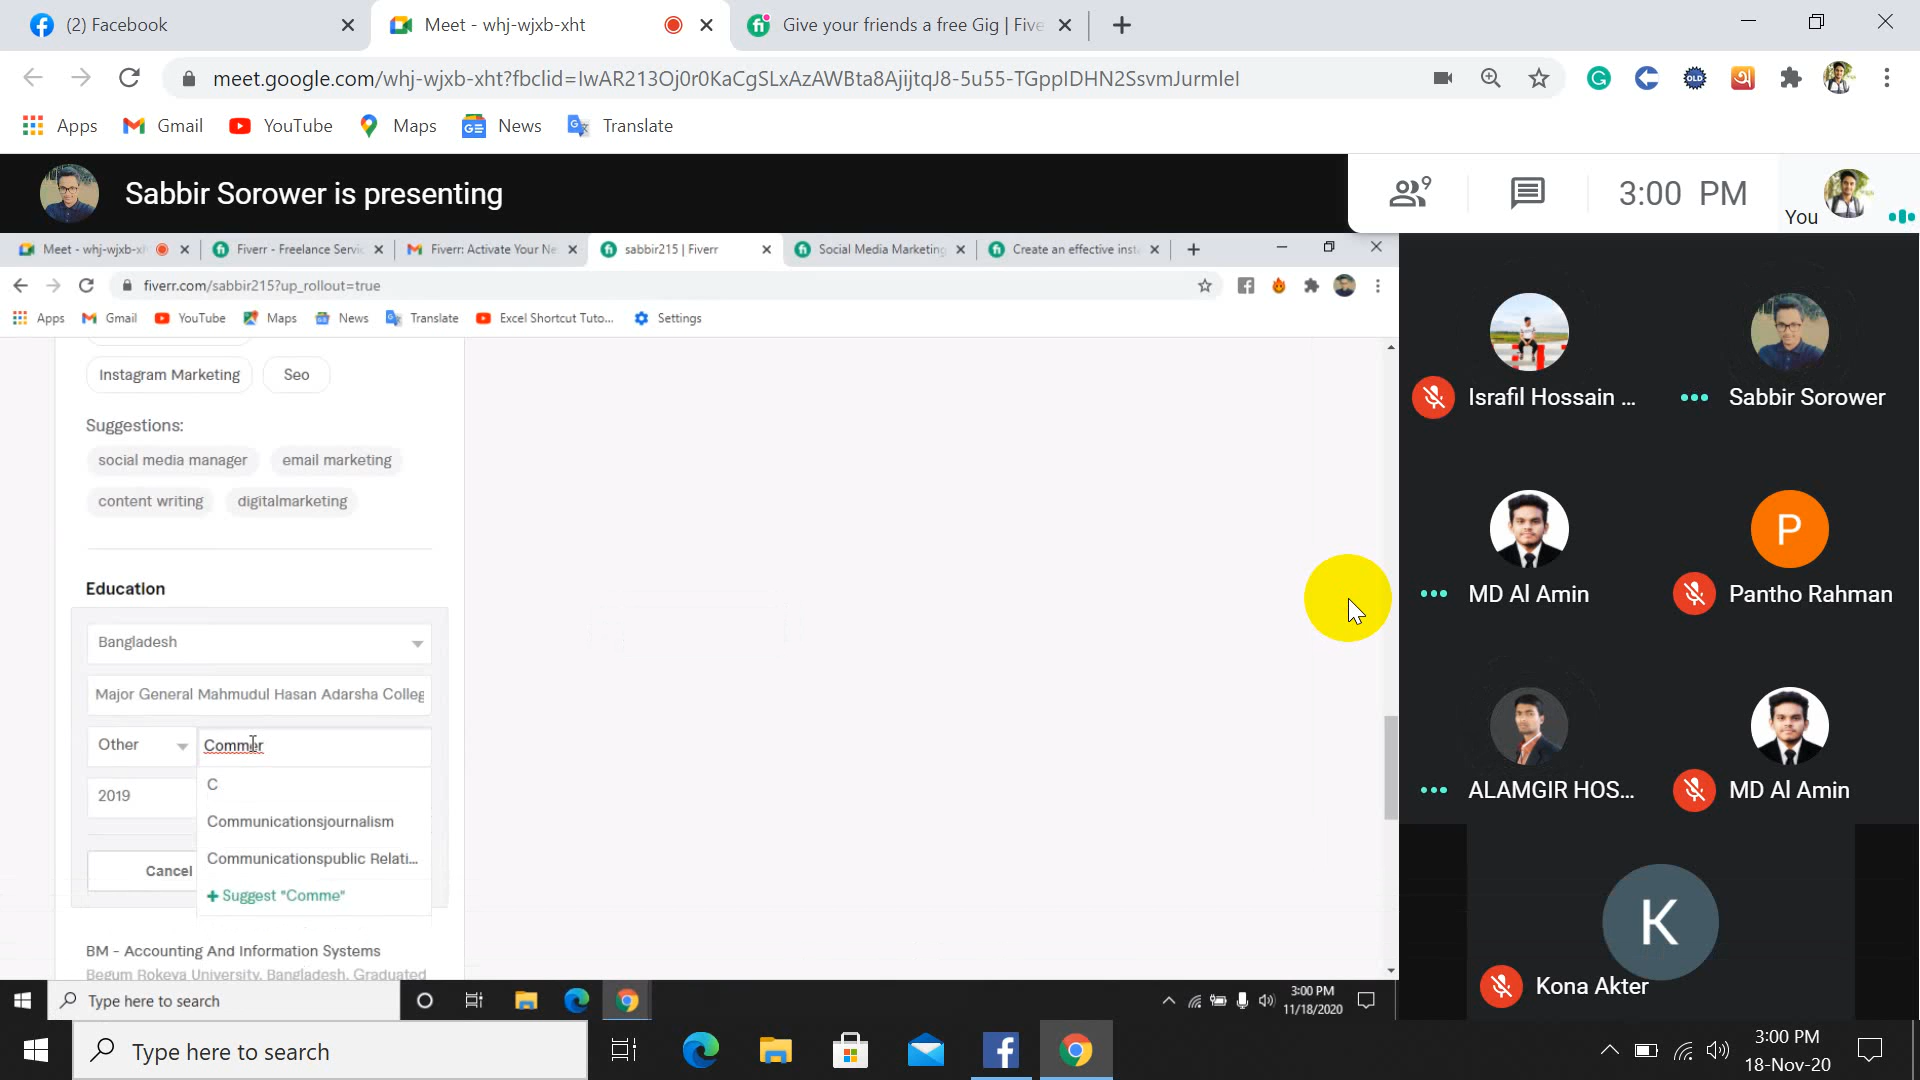 (2) Facebook
Meet - whj-wjxb-xht
Give your friends a free Gig | Five
meet.google.com/whj-wjxb-xht?fbclid=IwAR213Oj0r0KaCgSLxAzAWBta8AjijtqJ8-5u55-TGppIDHN2SsvmJurmleI
OLD
Apps
Gmail
YouTube
Maps
News
Translate
Sabbir Sorower is presenting
9
3:00 PM
You
Meet - whj-wjxb-xh
Fiverr - Freelance Servic
Fiverr: Activate Your Ne
sabbir215 | Fiverr
Social Media Marketing
Create an effective inst
fiverr.com/sabbir215?up_rollout=true
Apps
Gmail
YouTube
Maps
News
Translate
Excel Shortcut Tuto...
Settings
Instagram Marketing
Seo
Suggestions:
social media manager
email marketing
content writing
digitalmarketing
Education
Bangladesh
Major General Mahmudul Hasan Adarsha Colleg
Other
Commer
C
2019
Communicationsjournalism
Communicationspublic Relati...
Cancel
+ Suggest "Comme"
BM - Accounting And Information Systems
Begum Rokeya University, Bangladesh, Graduated
Israfil Hossain ...
Sabbir Sorower
MD Al Amin
P
Pantho Rahman
ALAMGIR HOS...
MD Al Amin
K
Kona Akter
Type here to search
3:00 PM
11/18/2020
Type here to search
3:00 PM
18-Nov-20